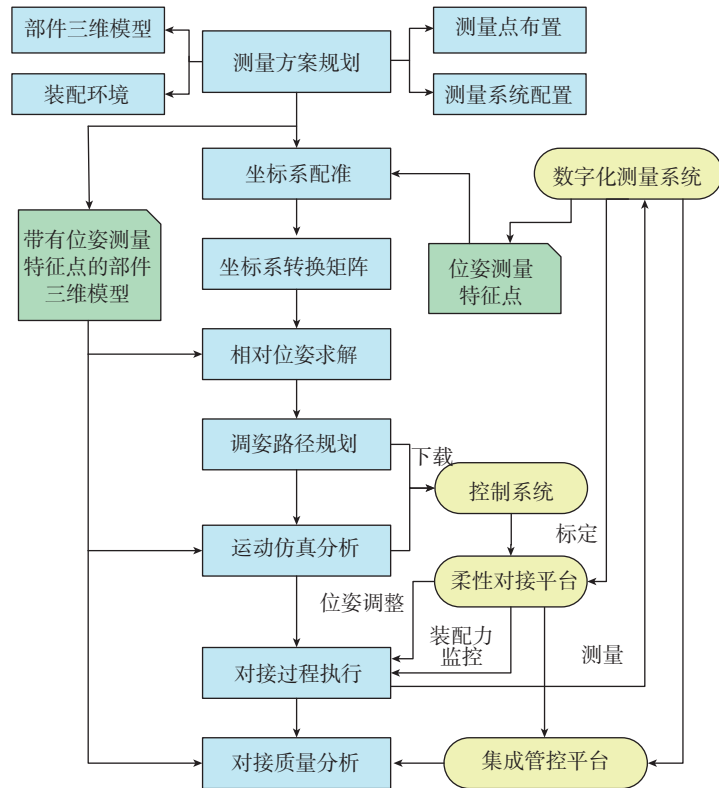 部件三维模型
测量方案规划
测量点布置
装配环境
测量系统配置
坐标系配准
数字化测量系统
带有位姿测量
特征点的部件
三维模型
坐标系转换矩阵
位姿测量
特征点
相对位姿求解
调姿路径规划
下载
控制系统
运动仿真分析
标定
柔性对接平台
位姿调整
装配力
监控
测量
对接过程执行
对接质量分析
集成管控平台